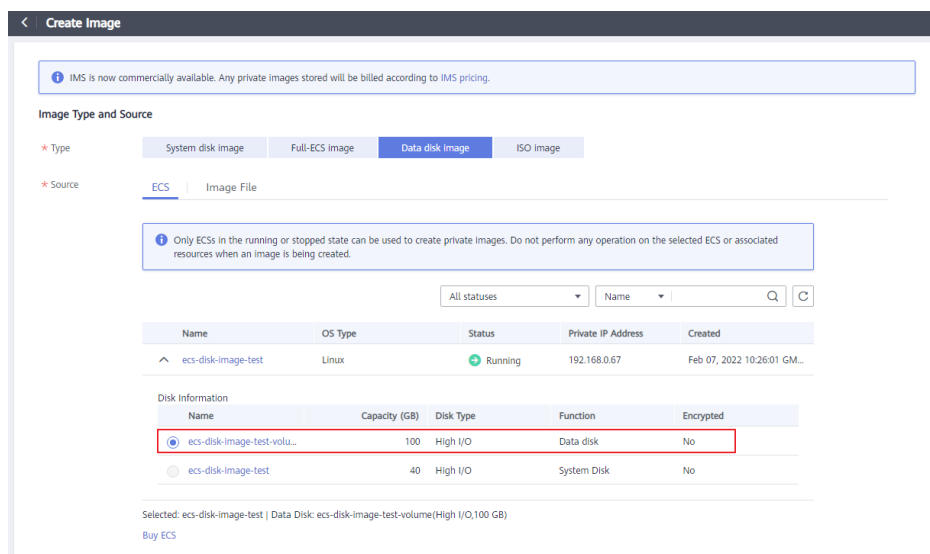 Create Image
IMS is now commercially available. Any private images stored will be billed according to IMS pricing.
Image Type and Source
* Type System disk image Full-ECS image Data disk image ISO image
* Source ECS Image File
Only ECSs in the running or stopped state can be used to create private images. Do not perform any operation on the selected ECS or associated
resources when an image is being created.
All statuses Name
Name OS Type Status Private IP Address Created
ecs-disk-image-test Linux Running 192.168.0.67 Feb 07, 2022 10:26:01 GM...
Disk Information
Name Capacity (GB) Disk Type Function Encrypted
ecs-disk-image-test-volu... 100 High I/O Data disk No
ecs-disk-image-test 40 High I/O System Disk No
Selected: ecs-disk-image-test | Data Disk: ecs-disk-image-test-volume(High I/O,100 GB)
Buy ECS